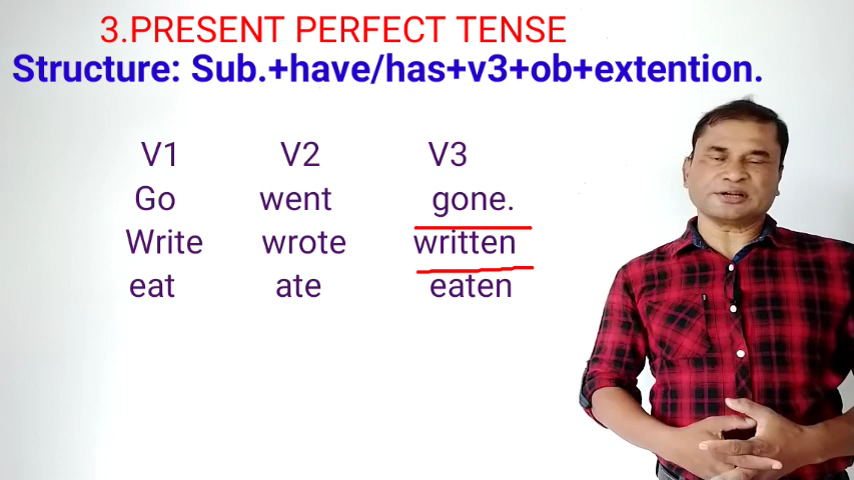 3.PRESENT PERFECT TENSE
Structure: Sub.+have/has+v3+ob+extention.
V1 V2 V3
Go went gone.
Write wrote written
eat ate eaten